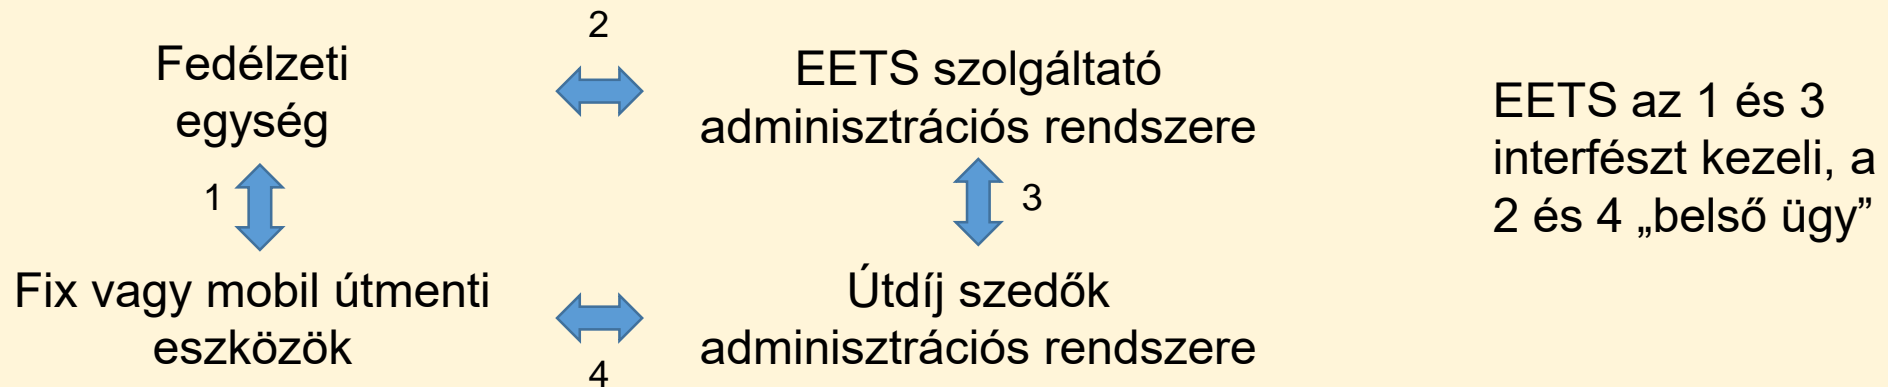 2
Fedélzeti
egység
EETS szolgáltató
adminisztrációs rendszere
1
3
Fix vagy mobil útmenti
eszközök
4
Útdíj szedők
adminisztrációs rendszere
EETS az 1 és 3
interfészt kezeli, a
2 és 4 „belső ügy”